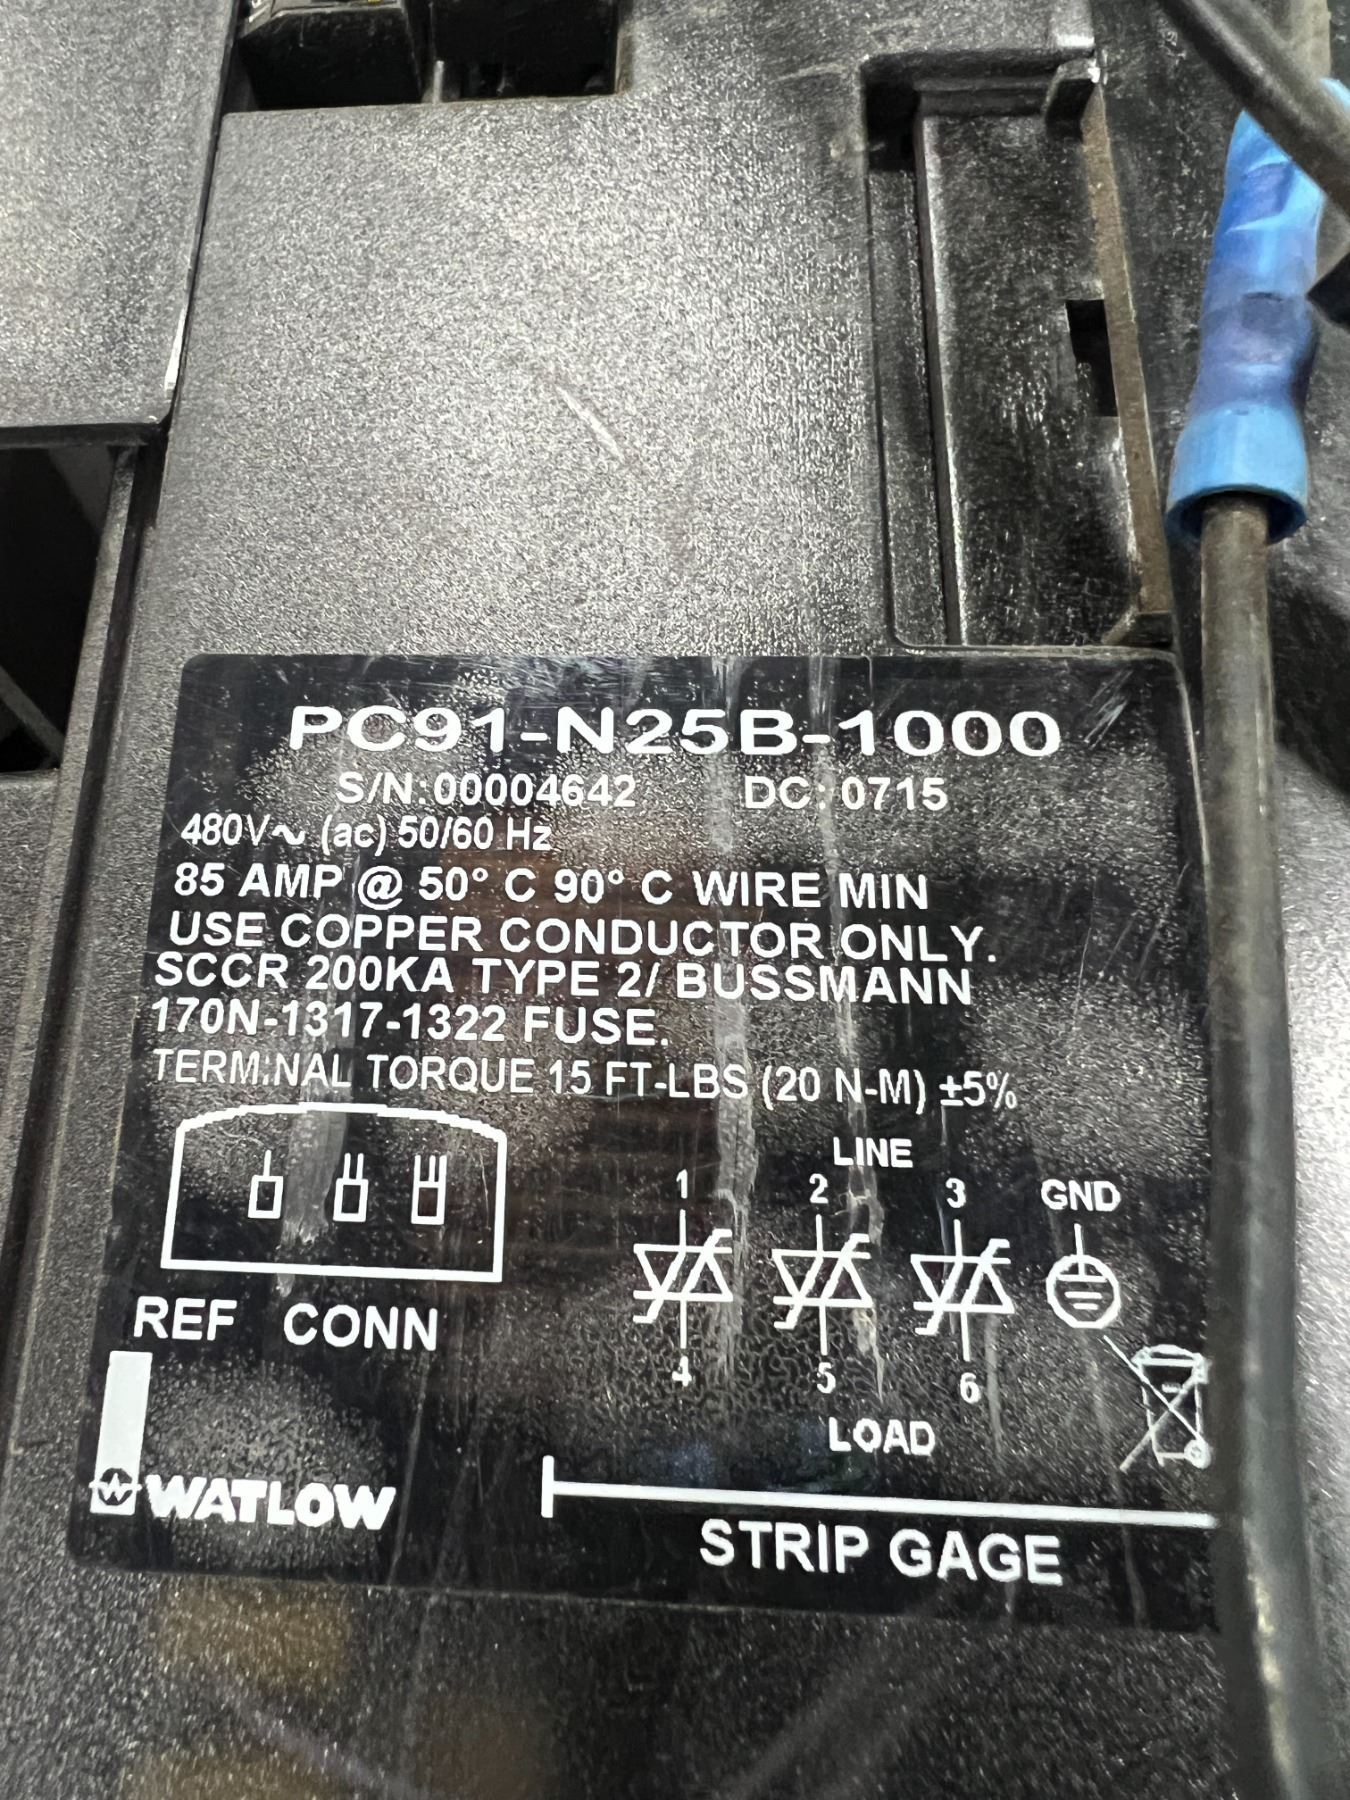 PC91-N25B-1000
S/N:00004642 DC: 0715
480V~ (ac) 50/60 Hz
85 AMP @ 50° C 90° C WIRE MIN
USE COPPER CONDUCTOR ONLY.
SCCR 200KA TYPE 2/ BUSSMANN
170N-1317-1322 FUSE.
TERMINAL TORQUE 15 FT-LBS (20 N-M) ±5%
LINE
1 2 3 GND
REF CONN
4 5 6
LOAD
WATLOW
STRIP GAGE